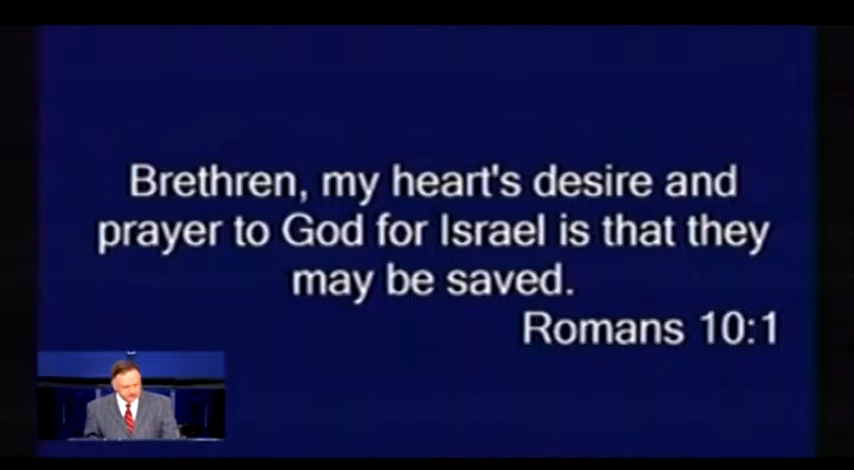 Brethren, my heart's desire and
prayer to God for Israel is that they
may be saved.
Romans 10:1